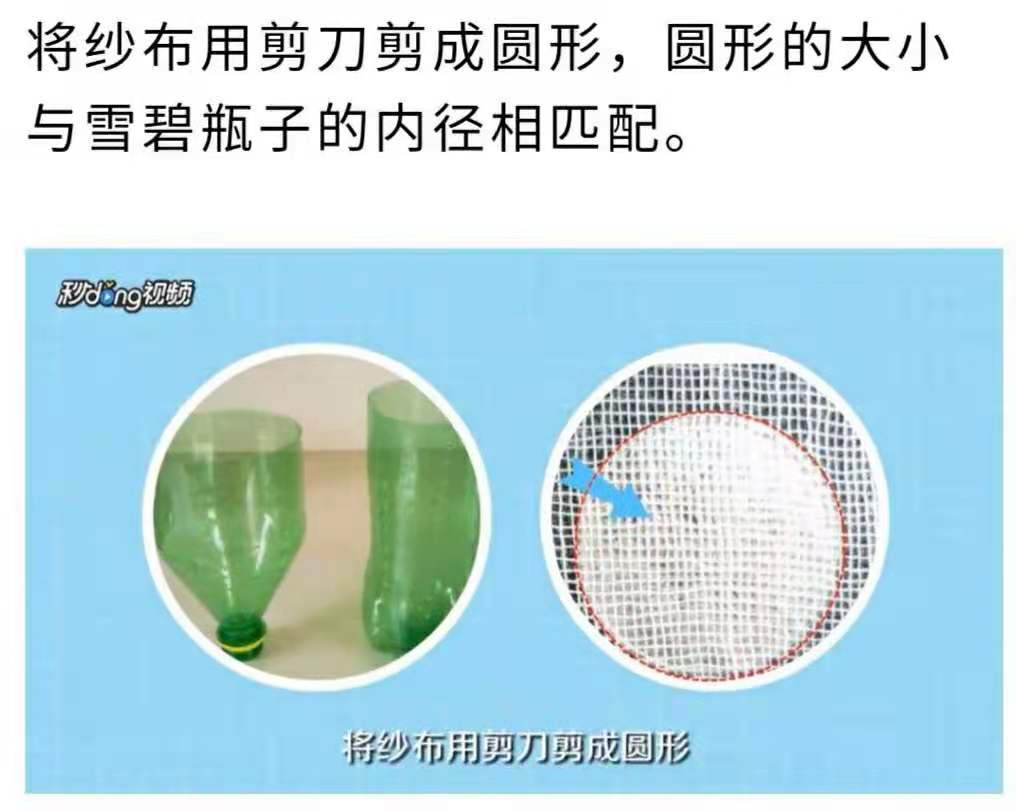 将纱布用剪刀剪成圆形，圆形的大小
与雪碧瓶子的内径相匹配。
秒dǒng视频
将纱布用剪刀剪成圆形